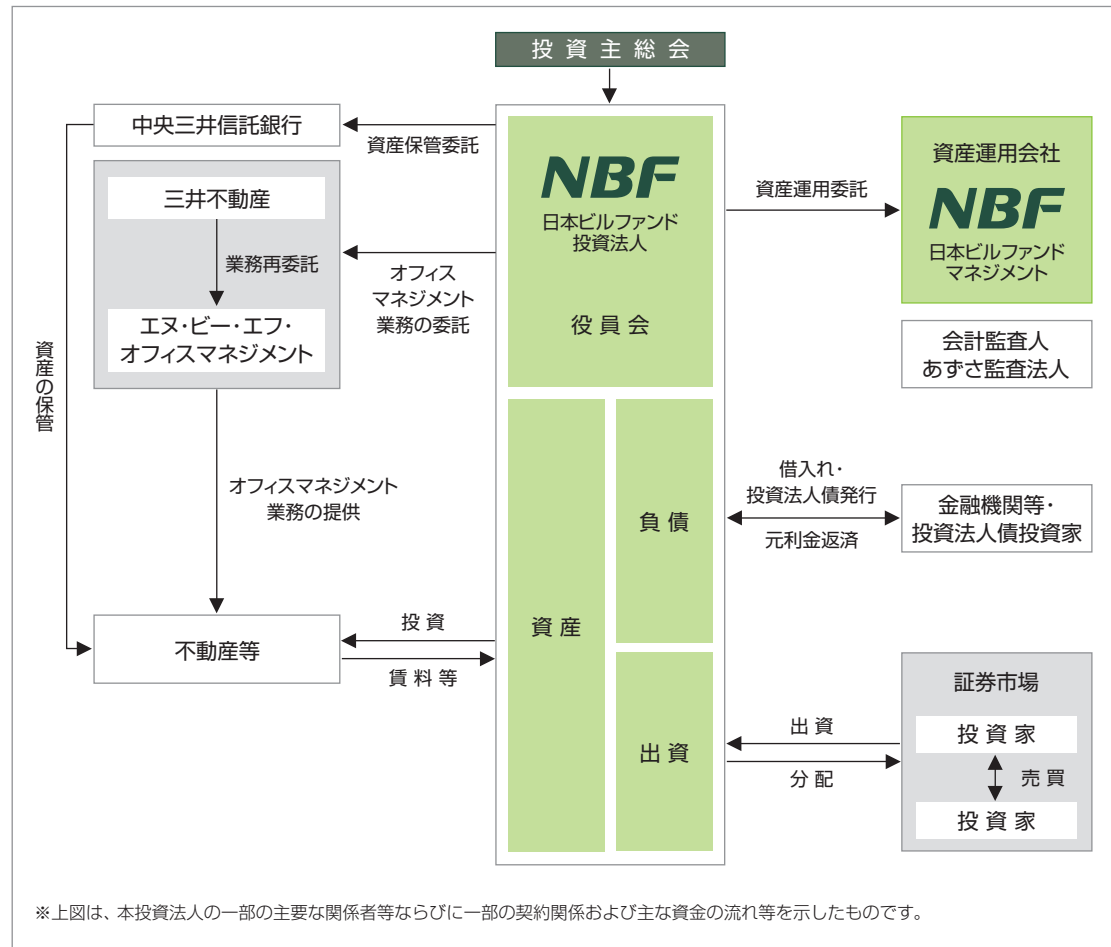 投資主総会
中央三井信託銀行
資産保管委託
三井不動産
業務再委託
エヌ・ビー・エフ・
オフィスマネジメント
オフィス
マネジメント
業務の委託
資産の保管
オフィスマネジメント
業務の提供
不動産等
投資
賃料等
NBF
日本ビルファンド
投資法人
役員会
資産
負債
出資
資産運用委託
資産運用会社
NBF
日本ビルファンド
マネジメント
会計監査人
あずさ監査法人
借入れ・
投資法人債発行
元利金返済
金融機関等・
投資法人債投資家
出資
分配
証券市場
投資家
売買
投資家
※上図は、本投資法人の一部の主要な関係者等ならびに一部の契約関係および主な資金の流れ等を示したものです。